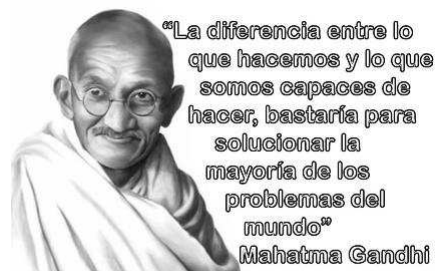 “La diferencia entre lo
que hacemos y lo que
somos capaces de
hacer, bastaría para
solucionar la
mayoría de los
problemas del
mundo”
Mahatma Gandhi